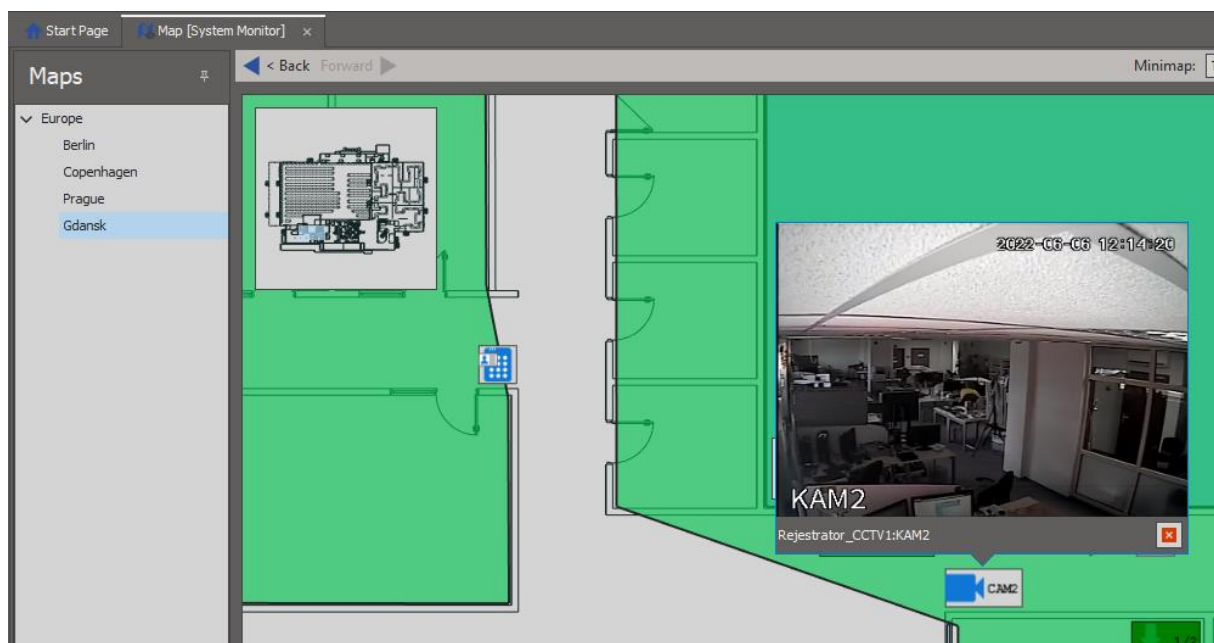 Start Page
Map [System Monitor] ×
Maps
< Back Forward
Minimap:
Europe
Berlin
Copenhagen
Prague
Gdansk
2022-06-06 12:14:20
KAM2
Rejestrator_CCTV1:KAM2
CAM2